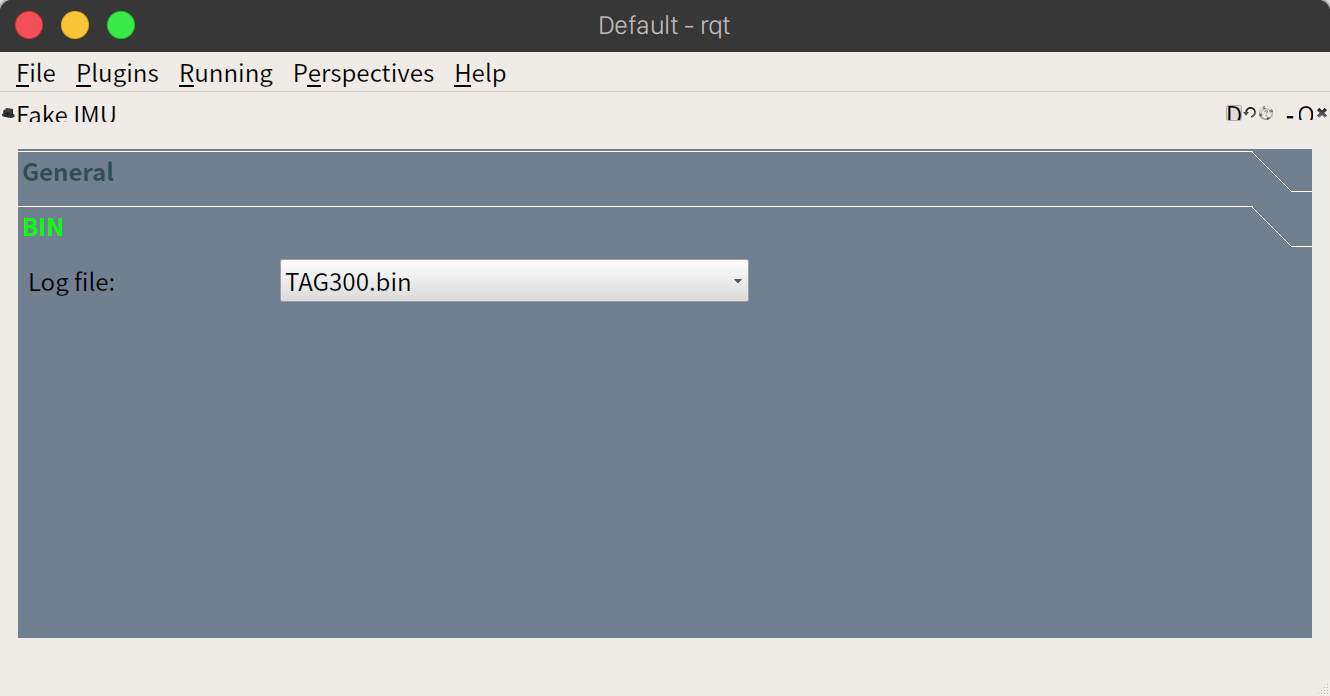 Default - rqt
File Plugins Running Perspectives Help
Fake IMU D - O
General
BIN
Log file: TAG300.bin